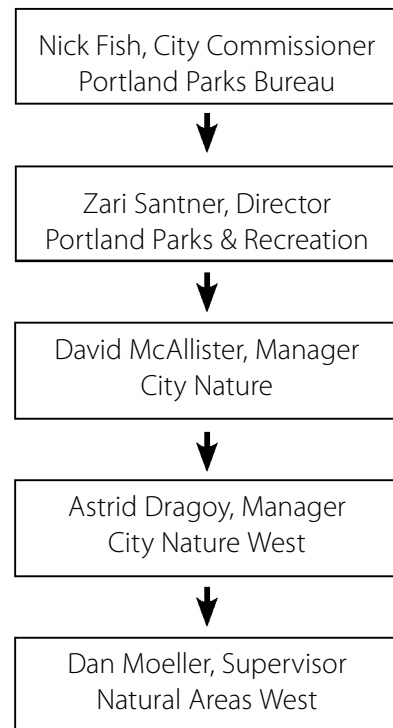 Nick Fish, City Commissioner
Portland Parks Bureau
Zari Santner, Director
Portland Parks & Recreation
David McAllister, Manager
City Nature
Astrid Dragoy, Manager
City Nature West
Dan Moeller, Supervisor
Natural Areas West